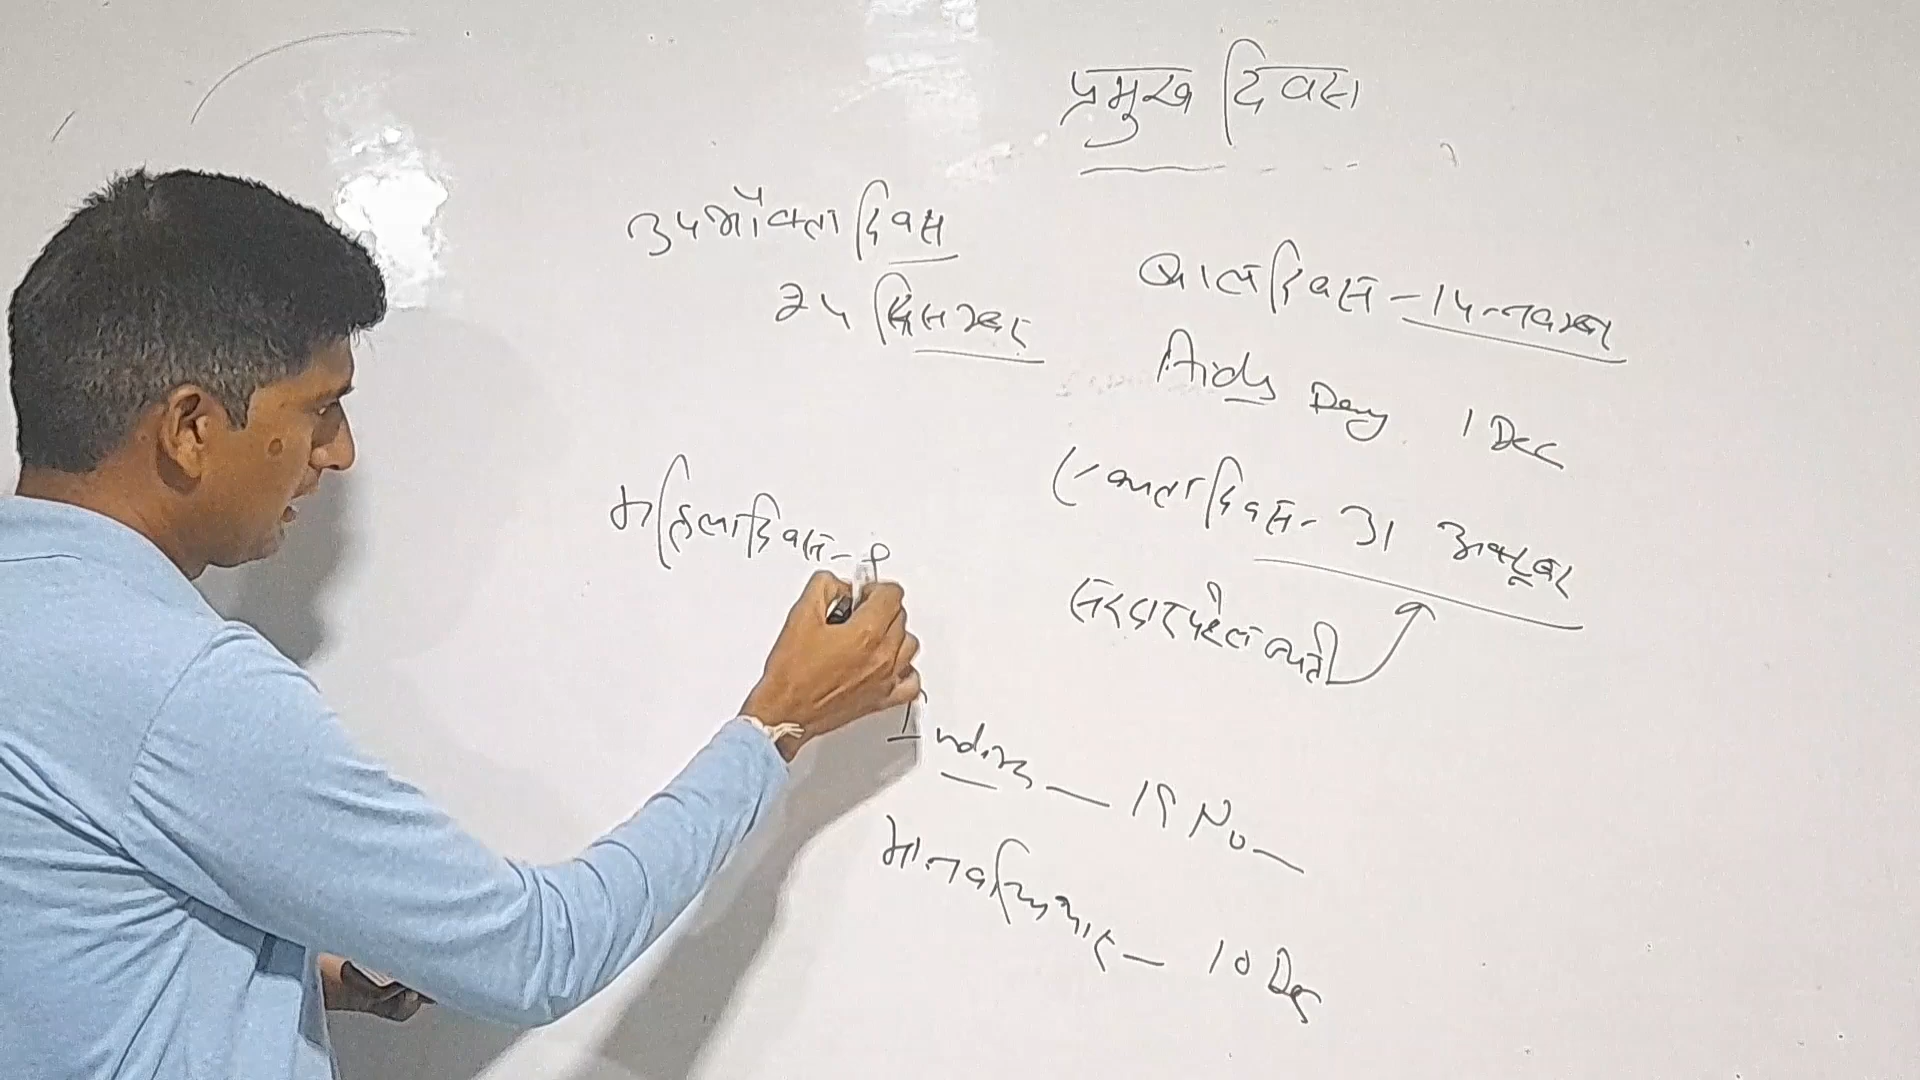 प्रमुख दिवस
उपभोक्ता दिवस
24 दिसम्बर
बाल दिवस - 14 नवम्बर
Aids Day 1 Dec
एकता दिवस - 31 अक्टूबर
सरदार पटेल जयंती
महिला दिवस - 8
Indira - 19 No
मानवाधिकार - 10 Dec